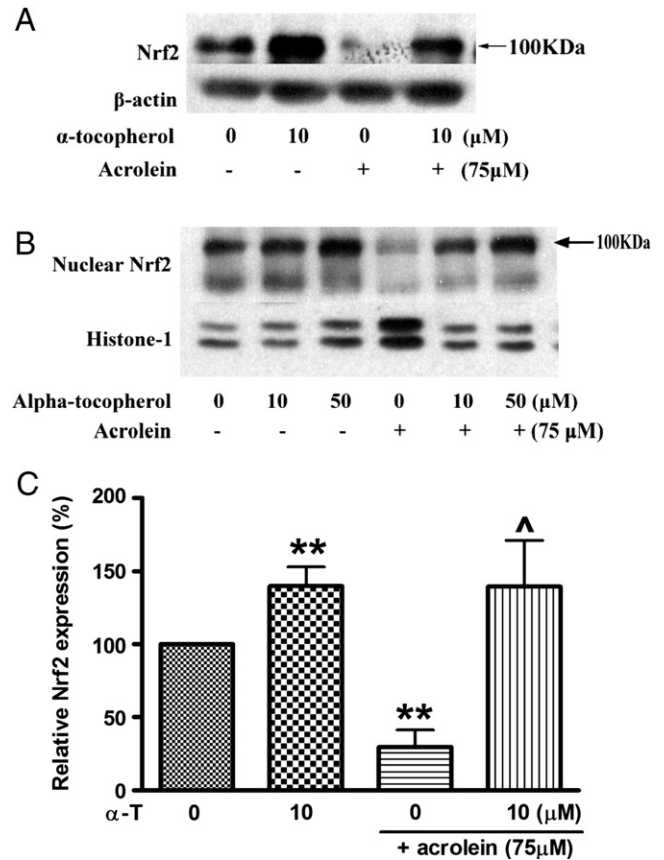 A
Nrf2
100KDa
β-actin
α-tocopherol 0 10 0 10 (μM)
Acrolein - - + + (75μM)
B
100KDa
Nuclear Nrf2
Histone-1
Alpha-tocopherol 0 10 50 0 10 50 (μM)
Acrolein - - - + + + (75 μM)
C
Relative Nrf2 expression (%)
200
150
100
50
0
**
**
^
α-T 0 10 0 10 (μM)
+ acrolein (75μM)